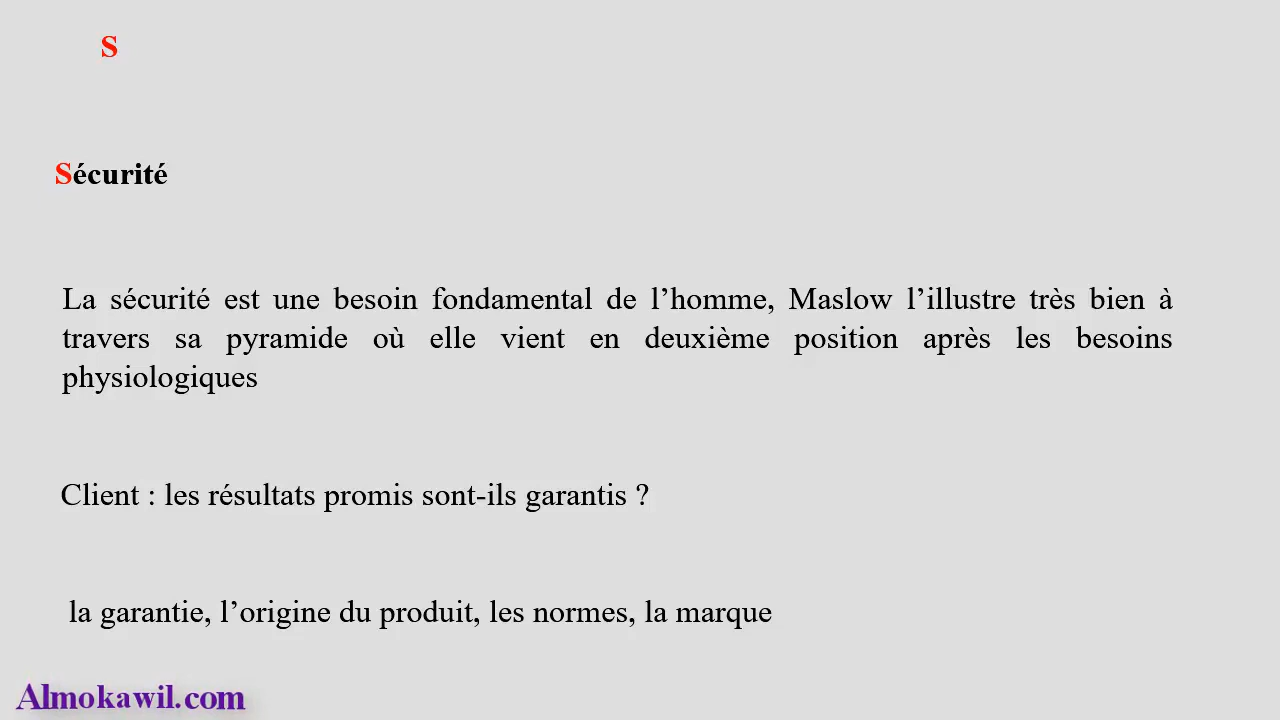 S
Sécurité
La sécurité est une besoin fondamental de l’homme, Maslow l’illustre très bien à
travers sa pyramide où elle vient en deuxième position après les besoins
physiologiques
Client : les résultats promis sont-ils garantis ?
la garantie, l’origine du produit, les normes, la marque
Almokawil.com